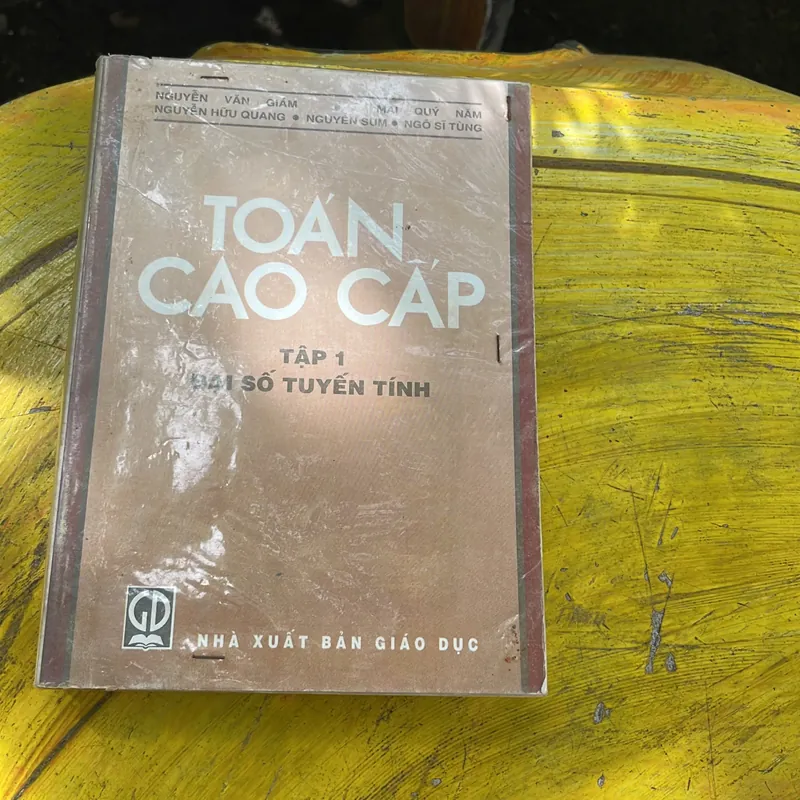 NGUYỄN VĂN GIÁM MAI QUÝ NĂM
NGUYỄN HỮU QUANG • NGUYỄN SUM • NGÔ SĨ TÙNG
TOÁN
CAO CẤP
TẬP 1
ĐẠI SỐ TUYẾN TÍNH
GD
NHÀ XUẤT BẢN GIÁO DỤC